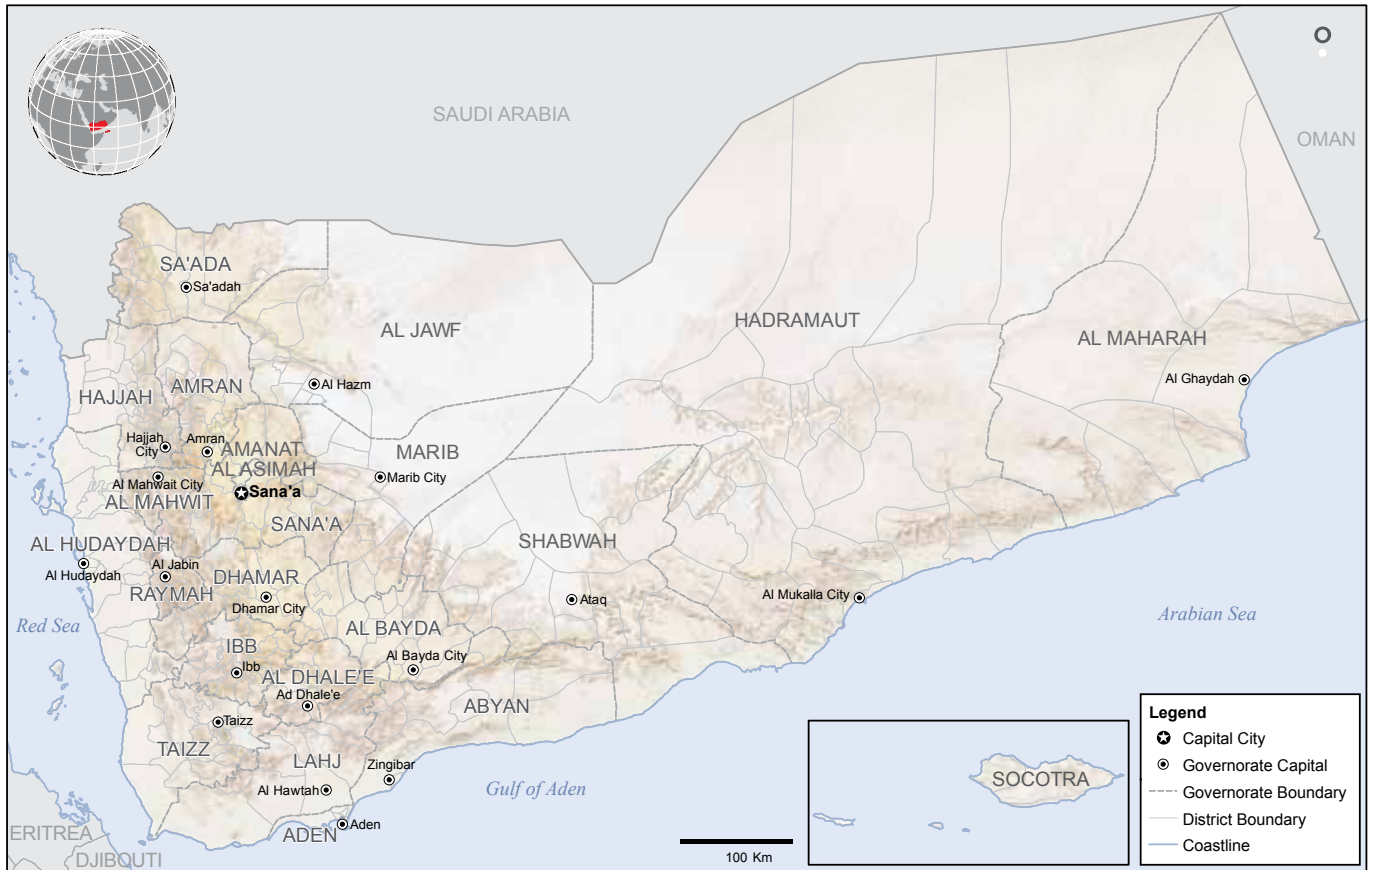 SAUDI ARABIA
OMAN
SA'ADA
Sa'adah
AL JAWF
HADRAMAUT
AL MAHARAH
Al Ghaydah
Al Hazm
AMRAN
HAJJAH
Hajjah
City
Amran
AMANAT
AL ASIMAH
MARIB
Marib City
Al Mahwait City
AL MAHWIT
Sana'a
SANA'A
SHABWAH
AL HUDAYDAH
Al Hudaydah
Al Jabin
RAYMAH
DHAMAR
Dhamar City
Ataq
Al Mukalla City
Arabian Sea
Red Sea
AL BAYDA
Al Bayda City
IBB
Ibb
AL DHALE'E
Ad Dhale'e
ABYAN
Taizz
TAIZZ
LAHJ
Zingibar
Al Hawtah
Gulf of Aden
ADEN
Aden
ERITREA
DJIBOUTI
100 Km
SOCOTRA
Legend
Capital City
Governorate Capital
Governorate Boundary
District Boundary
Coastline